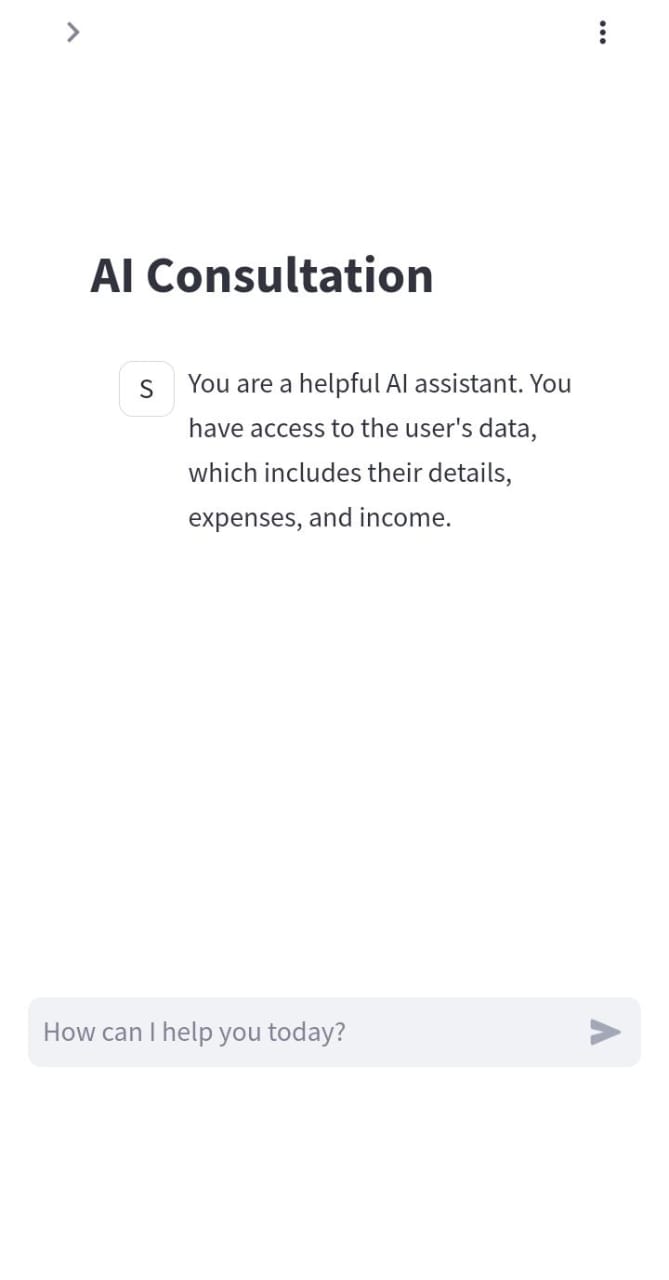 AI Consultation
S
You are a helpful AI assistant. You
have access to the user's data,
which includes their details,
expenses, and income.
How can I help you today?